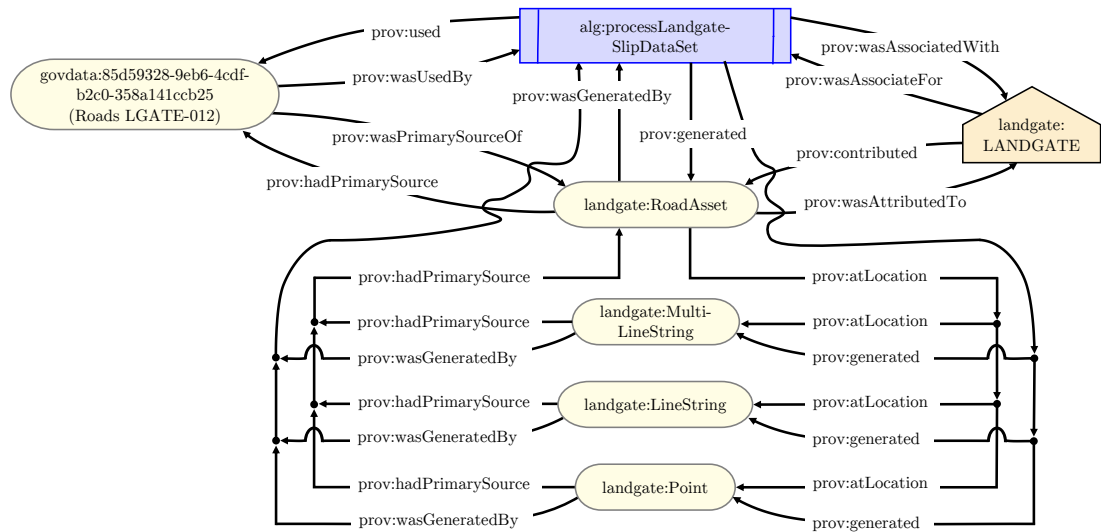 prov:used
alg:processLandgate-
SlipDataSet
prov:wasAssociatedWith
govdata:85d59328-9eb6-4cdf-
b2c0-358a141ccb25
(Roads LGATE-012)
prov:wasUsedBy
prov:wasAssociateFor
prov:wasGeneratedBy
landgate:
LANDGATE
prov:wasPrimarySourceOf
prov:generated
prov:contributed
prov:hadPrimarySource
landgate:RoadAsset
prov:wasAttributedTo
prov:hadPrimarySource
prov:atLocation
landgate:Multi-
LineString
prov:hadPrimarySource
prov:atLocation
prov:wasGeneratedBy
prov:generated
prov:hadPrimarySource
landgate:LineString
prov:atLocation
prov:wasGeneratedBy
prov:generated
prov:hadPrimarySource
landgate:Point
prov:atLocation
prov:wasGeneratedBy
prov:generated